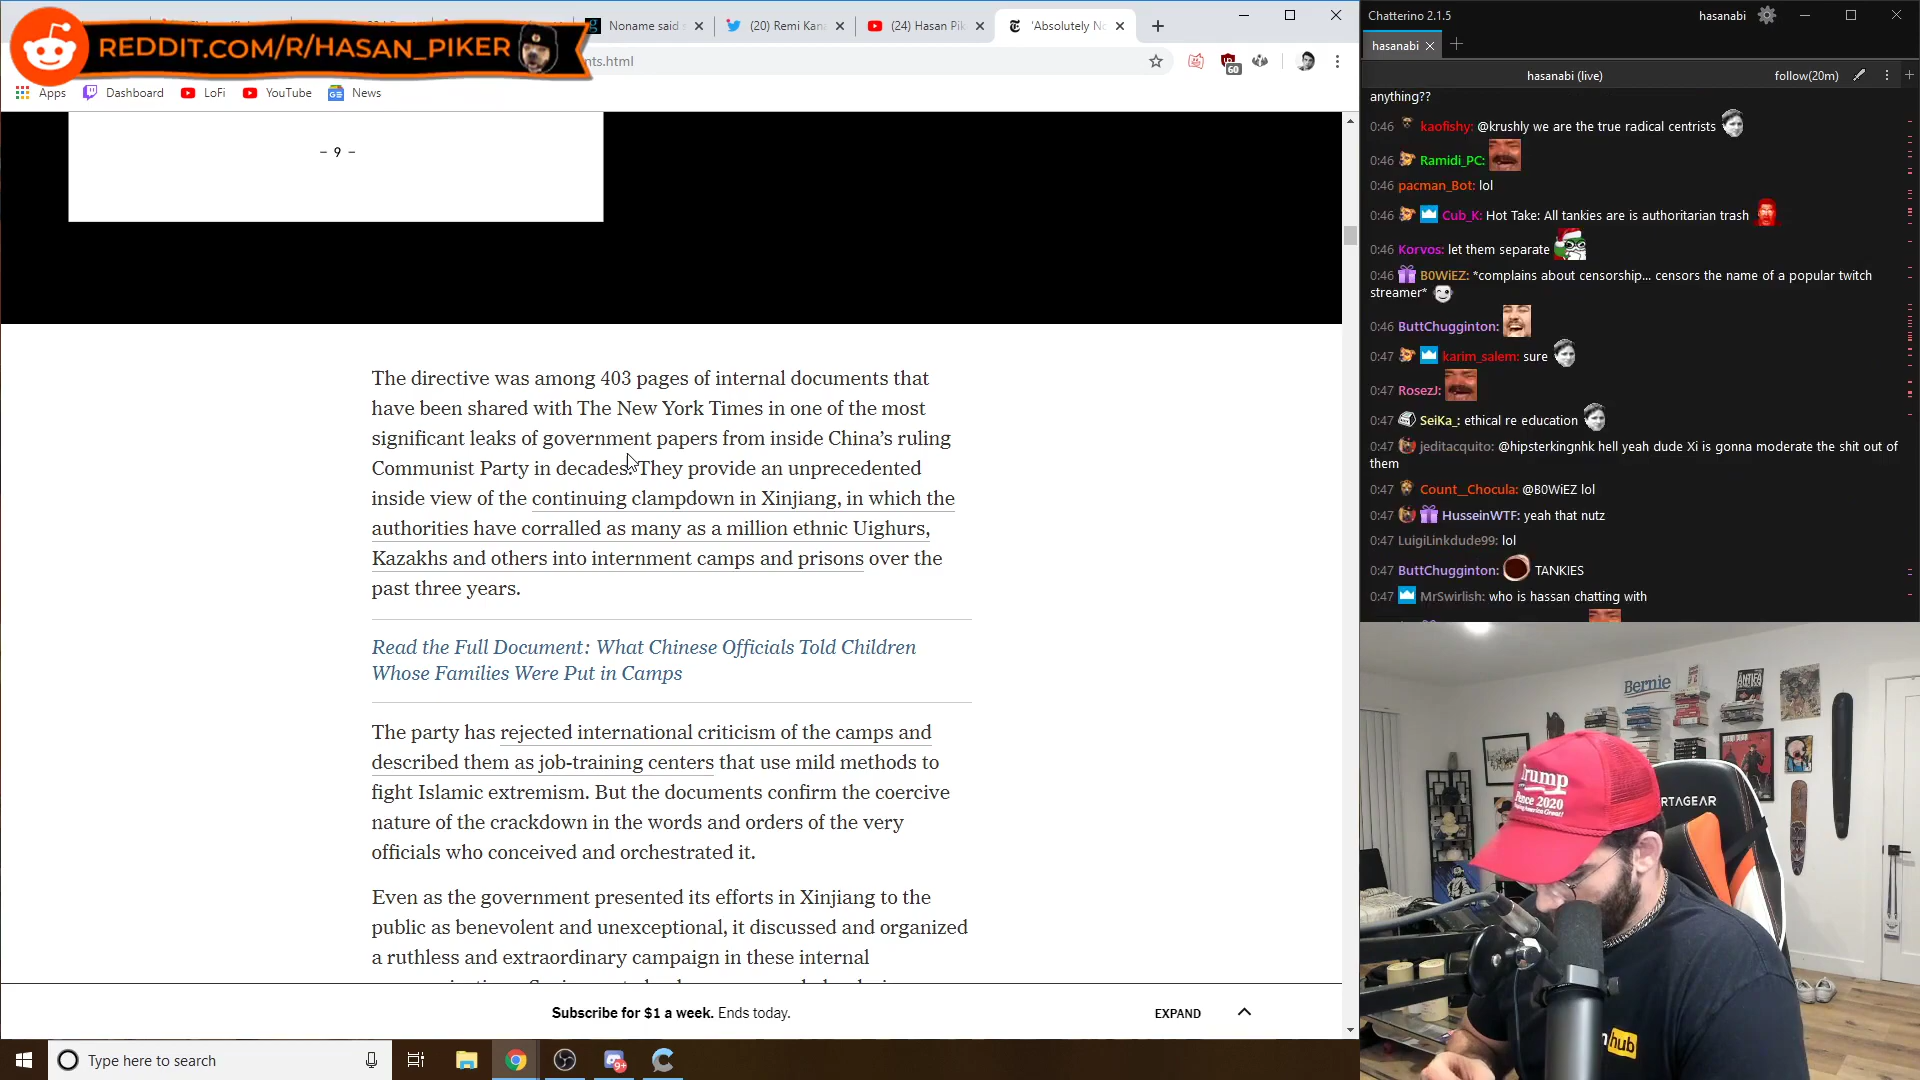 REDDIT.COM/R/HASAN_PIKER
Noname said
(20) Remi Kan
(24) Hasan Pik
'Absolutely No
nts.html
60
Apps
Dashboard
LoFi
YouTube
News
– 9 –
The directive was among 403 pages of internal documents that
have been shared with The New York Times in one of the most
significant leaks of government papers from inside China's ruling
Communist Party in decades. They provide an unprecedented
inside view of the continuing clampdown in Xinjiang, in which the
authorities have corralled as many as a million ethnic Uighurs,
Kazakhs and others into internment camps and prisons over the
past three years.
Read the Full Document: What Chinese Officials Told Children
Whose Families Were Put in Camps
The party has rejected international criticism of the camps and
described them as job-training centers that use mild methods to
fight Islamic extremism. But the documents confirm the coercive
nature of the crackdown in the words and orders of the very
officials who conceived and orchestrated it.
Even as the government presented its efforts in Xinjiang to the
public as benevolent and unexceptional, it discussed and organized
a ruthless and extraordinary campaign in these internal
Subscribe for $1 a week. Ends today.
EXPAND
Type here to search
9+
Chatterino 2.1.5
hasanabi
hasanabi
hasanabi (live)
follow(20m)
anything??
0:46 kaofishy: @krushly we are the true radical centrists
0:46 Ramidi_PC:
0:46 pacman_Bot: lol
0:46 Cub_K: Hot Take: All tankies are is authoritarian trash
0:46 Korvos: let them separate
0:46 B0WiEZ: *complains about censorship... censors the name of a popular twitch
streamer*
0:46 ButtChugginton:
0:47 karim_salem: sure
0:47 RosezJ:
0:47 SeiKa_: ethical re education
0:47 jeditacquito: @hipsterkingnhk hell yeah dude Xi is gonna moderate the shit out of
them
0:47 Count__Chocula: @B0WiEZ lol
0:47 HusseinWTF: yeah that nutz
0:47 LuigiLinkdude99: lol
0:47 ButtChugginton: TANKIES
0:47 MrSwirlish: who is hassan chatting with
Bernie
ANTIFA
Trump
Pence 2020
RTAGEAR
hub